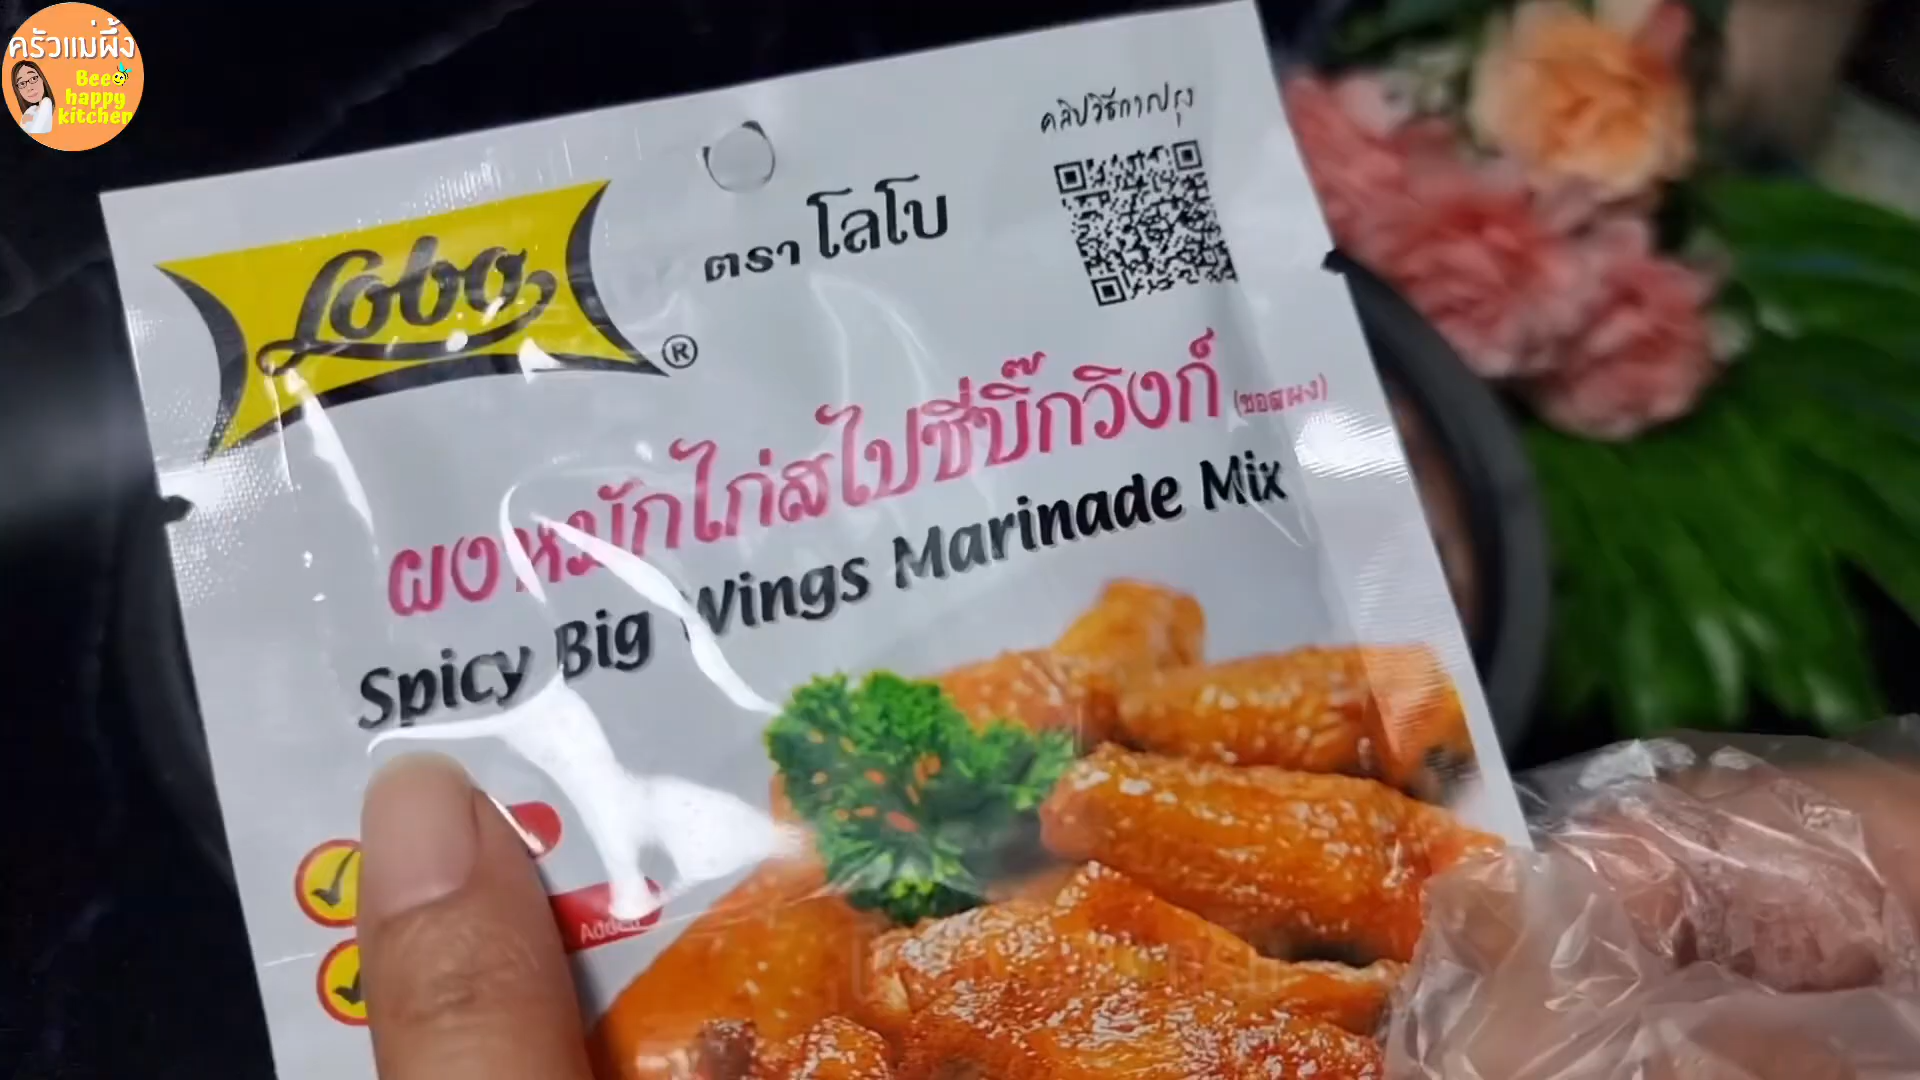 ครัวแม่ผึ้ง
Bee
happy
kitchen
คลิปวิธีการปรุง
Lobo
®
ตรา โลโบ
ผงหมักไก่สไปซี่บิ๊กวิงก์ (ซอสผง)
Spicy Big Wings Marinade Mix
Added